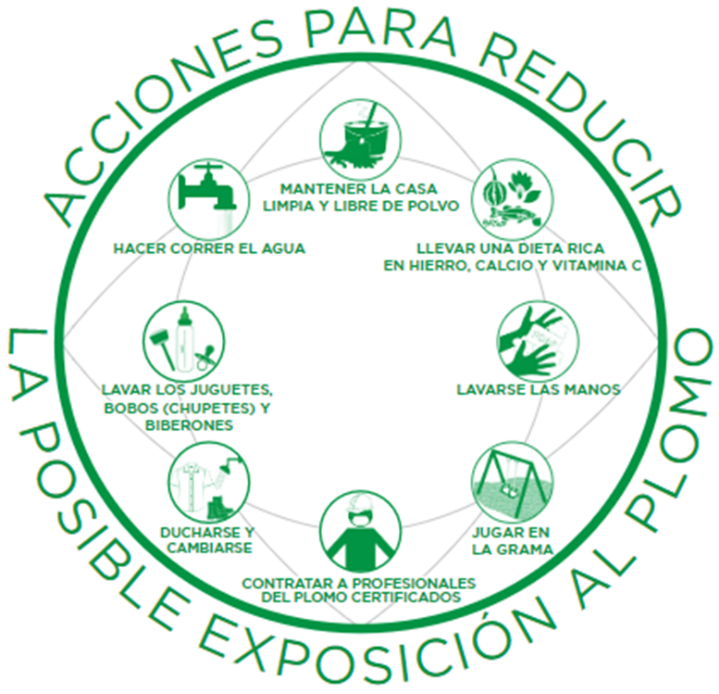 ACCIONES PARA REDUCIR
LA POSIBLE EXPOSICIÓN AL PLOMO
MANTENER LA CASA
LIMPIA Y LIBRE DE POLVO
LLEVAR UNA DIETA RICA
EN HIERRO, CALCIO Y VITAMINA C
LAVARSE LAS MANOS
JUGAR EN
LA GRAMA
CONTRATAR A PROFESIONALES
DEL PLOMO CERTIFICADOS
DUCHARSE Y
CAMBIARSE
LAVAR LOS JUGUETES,
BOBOS (CHUPETES) Y
BIBERONES
HACER CORRER EL AGUA